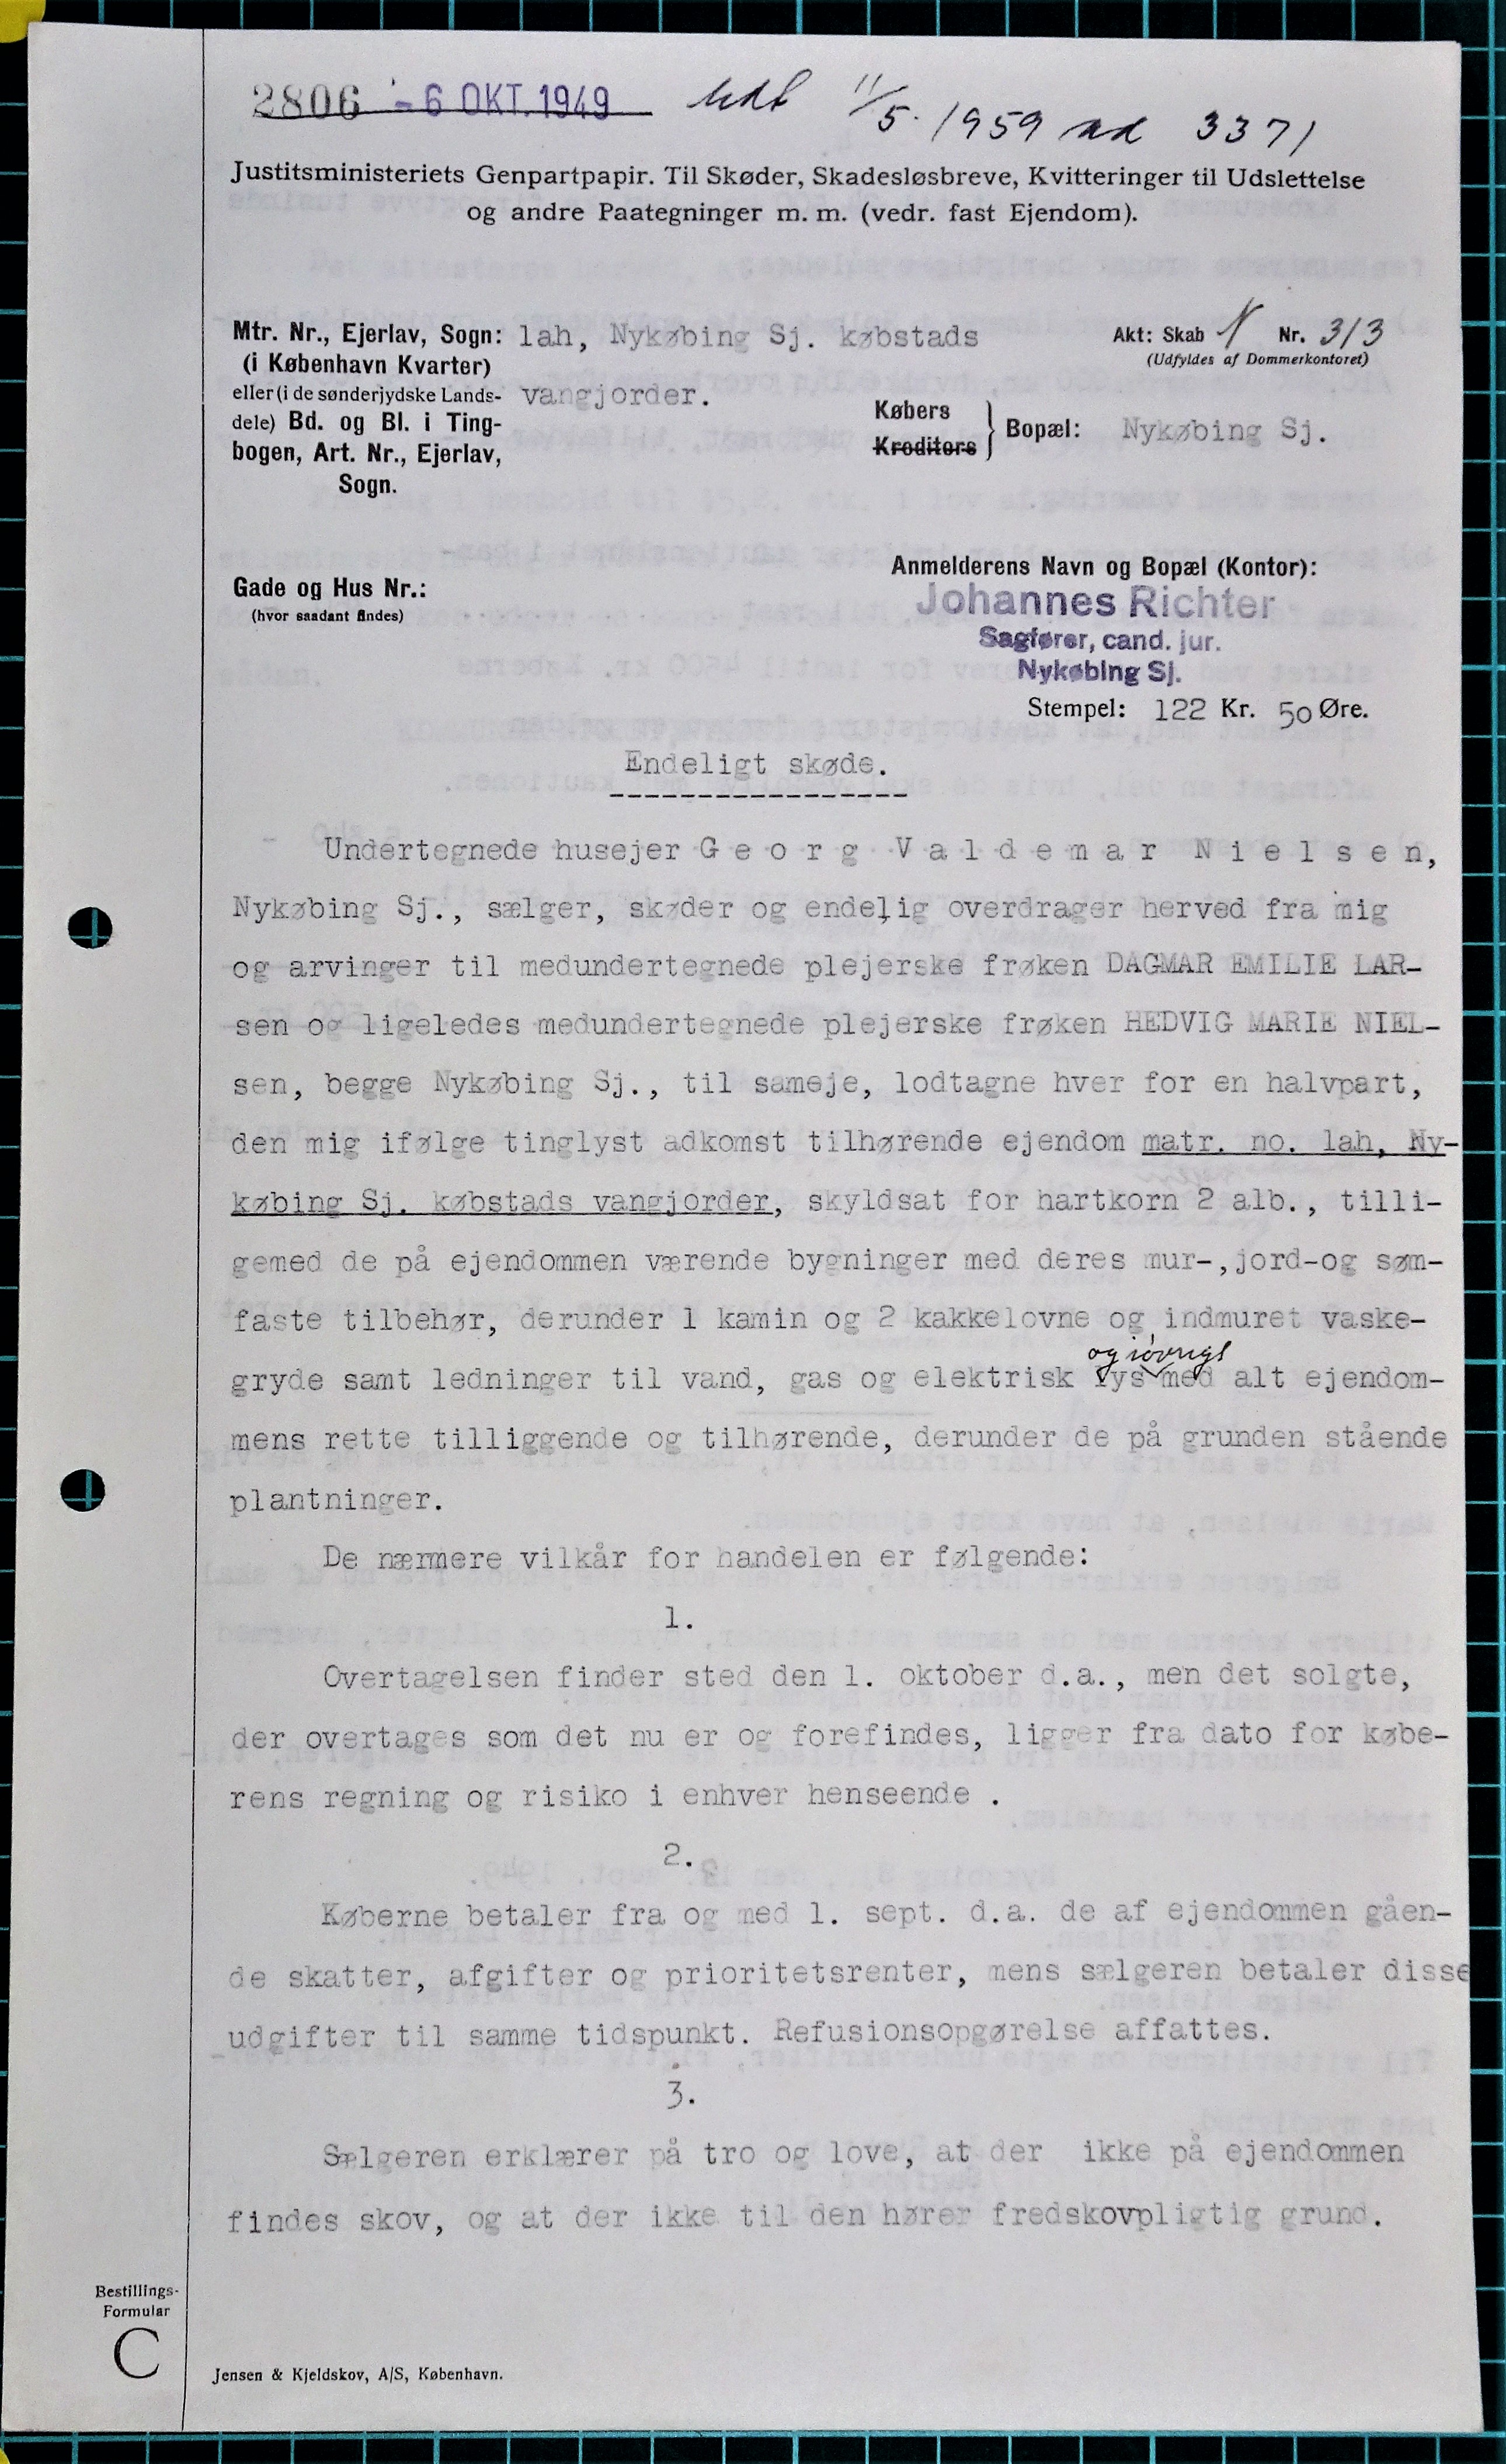 2806 - 6 OKT. 1949 Udt 11/5. 1959 ad 3371
Justitsministeriets Genpartpapir. Til Skøder, Skadesløsbreve, Kvitteringer til Udslettelse
og andre Paategninger m. m. (vedr. fast Ejendom).
Mtr. Nr., Ejerlav, Sogn: lah, Nykøbing Sj. købstads
(i København Kvarter)
eller (i de sønderjydske Lands- vangjorder.
dele) Bd. og Bl. i Ting-
bogen, Art. Nr., Ejerlav,
Sogn.
Akt: Skab N Nr. 313
(Udfyldes af Dommerkontoret)
Købers
Kreditors
Bopæl: Nykøbing Sj.
Gade og Hus Nr.:
(hvor saadant findes)
Anmelderens Navn og Bopæl (Kontor):
Johannes Richter
Sagfører, cand. jur.
Nykøbing Sj.
Stempel: 122 Kr. 50 Øre.
Endeligt skøde.
Undertegnede husejer G e o r g V a l d e m a r N i e l s e n,
Nykøbing Sj., sælger, skøder og endelig overdrager herved fra mig
og arvinger til medundertegnede plejerske frøken DAGMAR EMILIE LAR-
sen og ligeledes medundertegnede plejerske frøken HEDVIG MARIE NIEL-
sen, begge Nykøbing Sj., til sameje, lodtagne hver for en halvpart,
den mig ifølge tinglyst adkomst tilhørende ejendom matr. no. lah, Ny-
købing Sj. købstads vangjorder, skyldsat for hartkorn 2 alb., tilli-
gemed de på ejendommen værende bygninger med deres mur-,jord-og søm-
faste tilbehør, derunder 1 kamin og 2 kakkelovne og indmuret vaske-
og iøvrigt
gryde samt ledninger til vand, gas og elektrisk lys med alt ejendom-
mens rette tilliggende og tilhørende, derunder de på grunden stående
plantninger.
De nærmere vilkår for handelen er følgende:
1.
Overtagelsen finder sted den 1. oktober d.a., men det solgte,
der overtages som det nu er og forefindes, ligger fra dato for købe-
rens regning og risiko i enhver henseende .
2.
Køberne betaler fra og med 1. sept. d.a. de af ejendommen gåen-
de skatter, afgifter og prioritetsrenter, mens sælgeren betaler disse
udgifter til samme tidspunkt. Refusionsopgørelse affattes.
3.
Sælgeren erklærer på tro og love, at der ikke på ejendommen
findes skov, og at der ikke til den hører fredskovpligtig grund.
Bestillings-
Formular
C
Jensen & Kjeldskov, A/S, København.